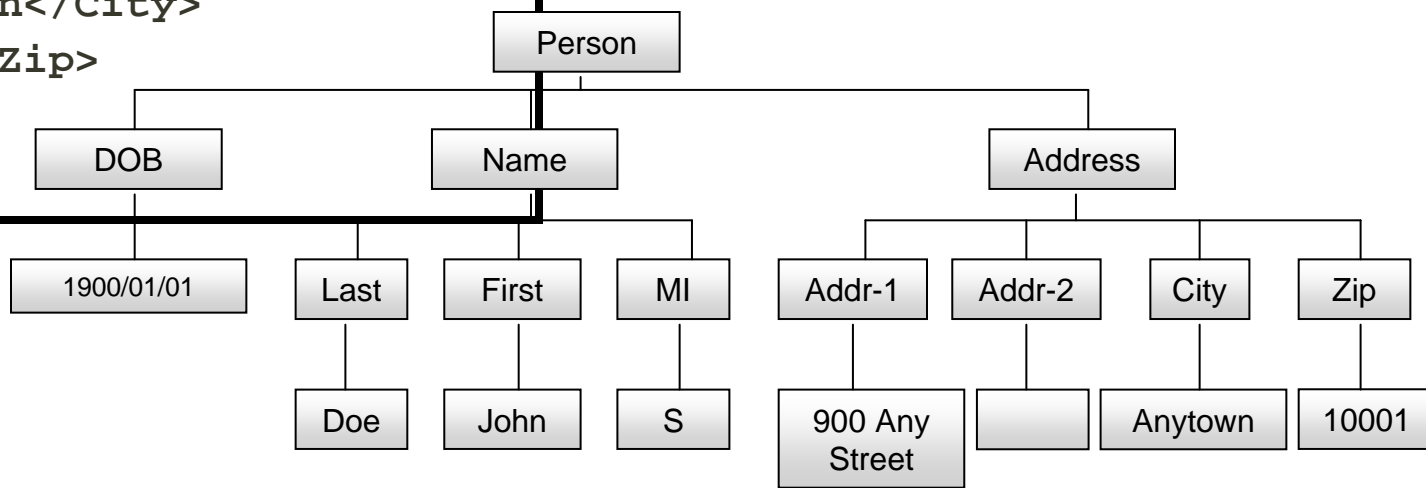 n</City>
Zip>
Person
DOB
Name
Address
1900/01/01
Last
First
MI
Addr-1
Addr-2
City
Zip
Doe
John
S
900 Any
Street
Anytown
10001